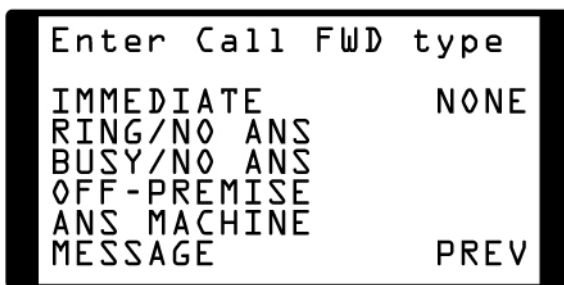 Enter Call FWD type
IMMEDIATE NONE
RING/NO ANS
BUSY/NO ANS
OFF-PREMISE
ANS MACHINE
MESSAGE PREV